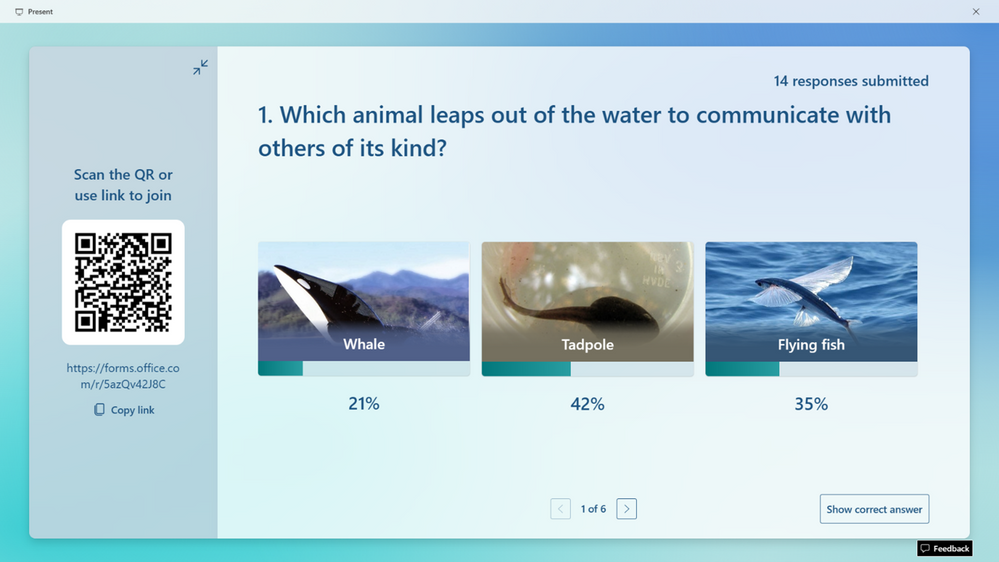 Present
14 responses submitted
1. Which animal leaps out of the water to communicate with
others of its kind?
Scan the QR or
use link to join
https://forms.office.co
m/r/5azQv42J8C
Copy link
Whale
Tadpole
Flying fish
21%
42%
35%
1 of 6
Show correct answer
Feedback